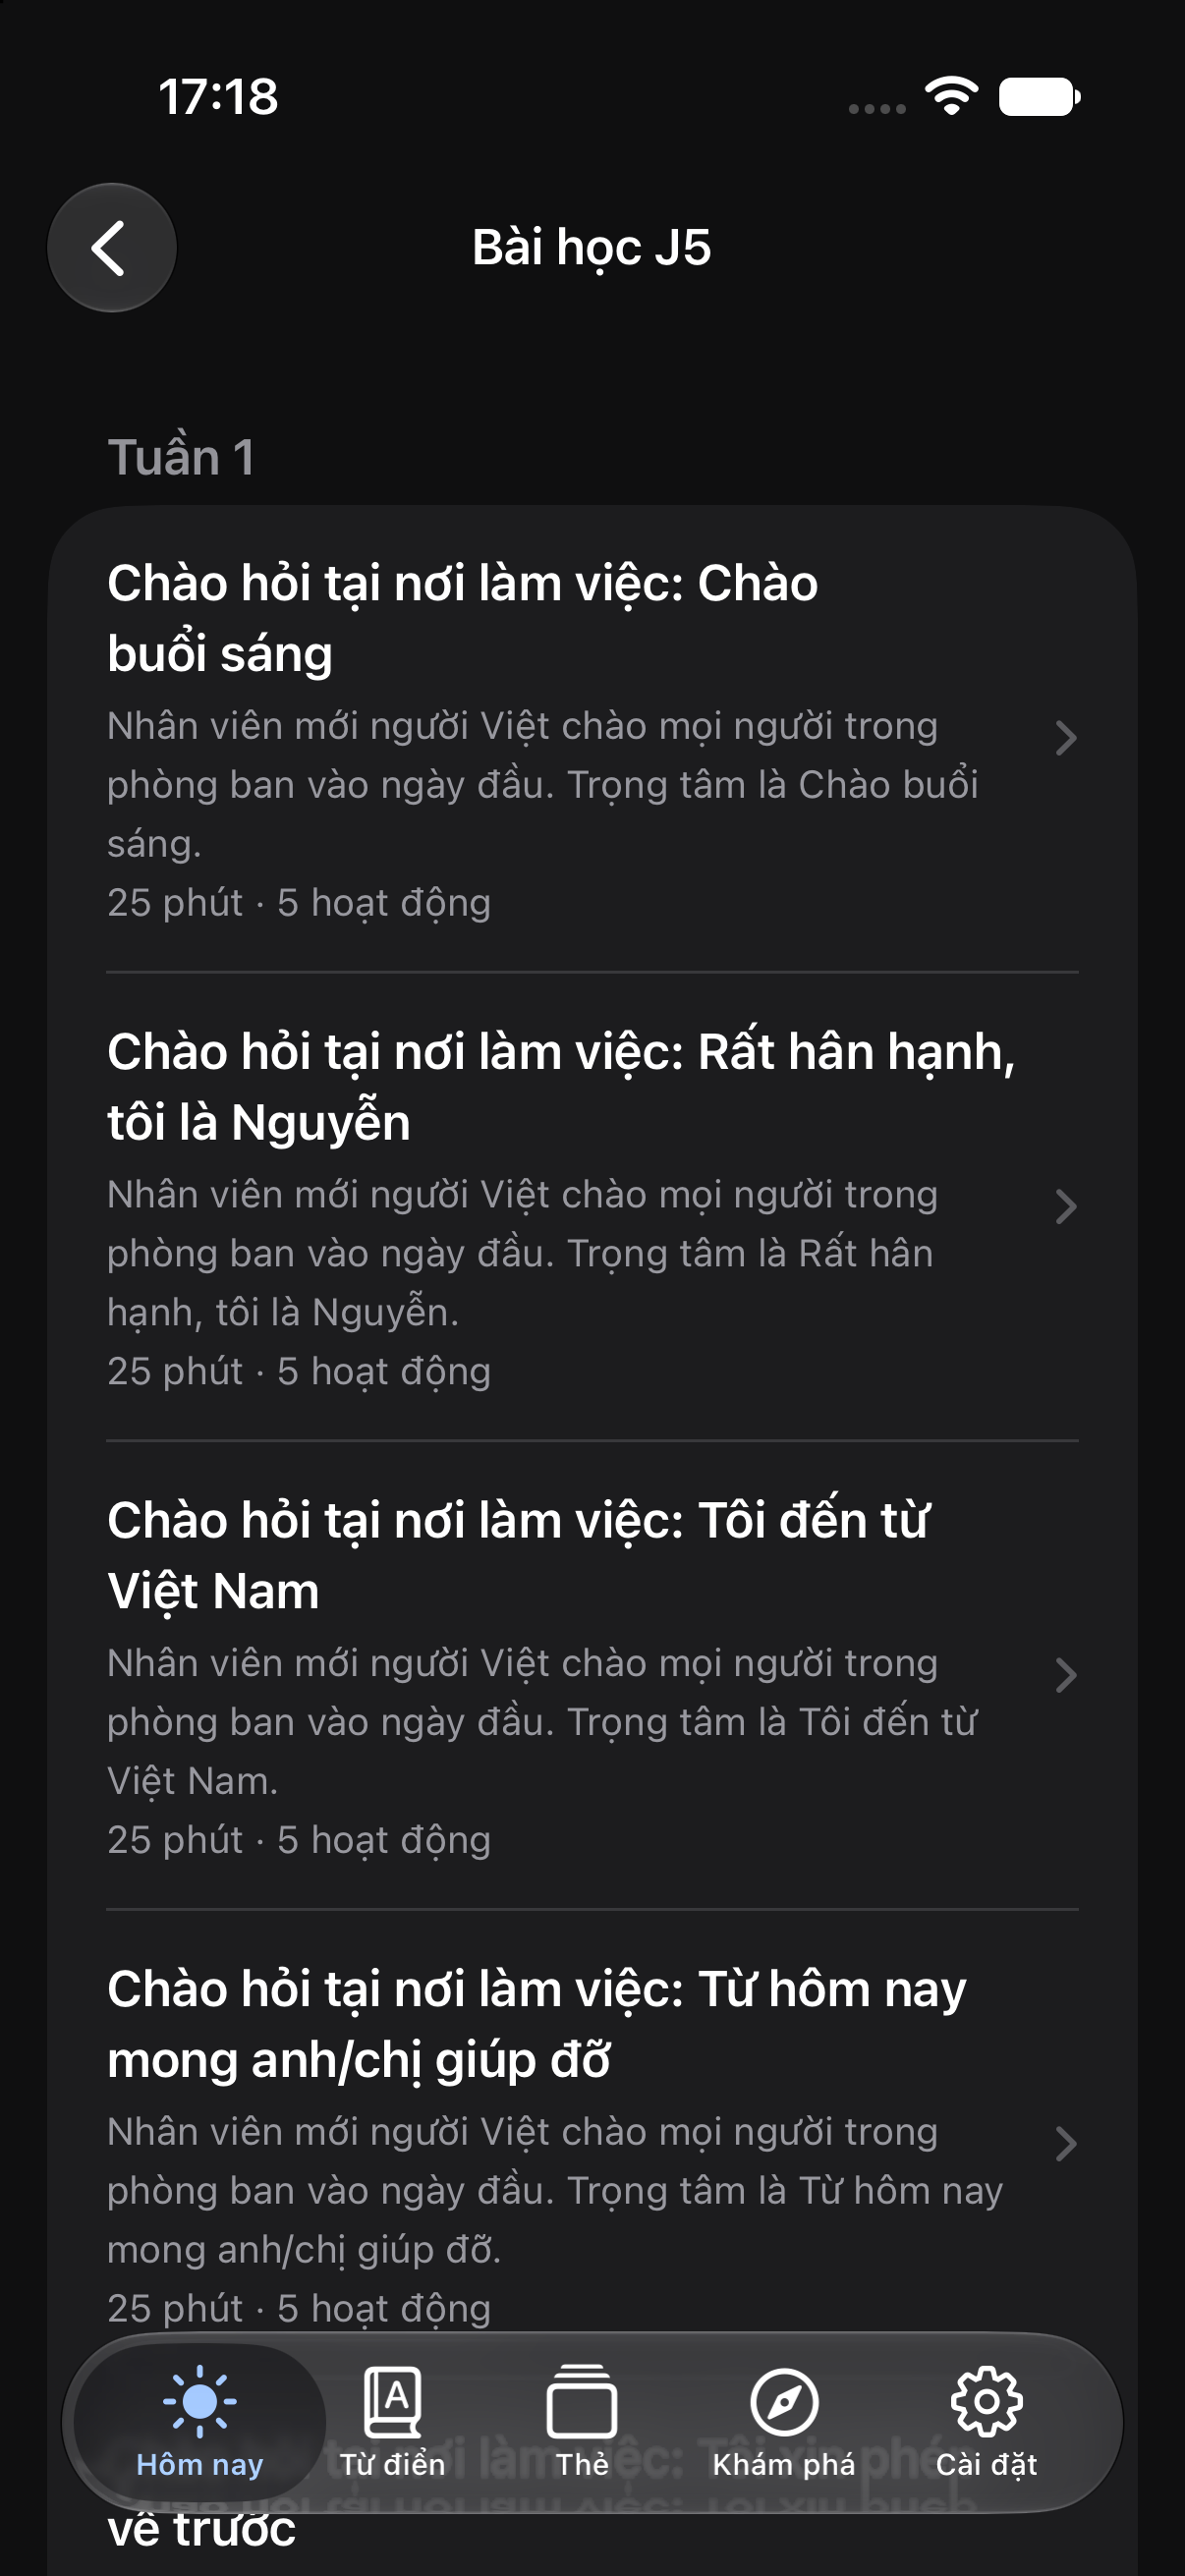 17:18
Bài học J5
Tuần 1
Chào hỏi tại nơi làm việc: Chào
buổi sáng
Nhân viên mới người Việt chào mọi người trong
phòng ban vào ngày đầu. Trọng tâm là Chào buổi
sáng.
25 phút · 5 hoạt động
Chào hỏi tại nơi làm việc: Rất hân hạnh,
tôi là Nguyễn
Nhân viên mới người Việt chào mọi người trong
phòng ban vào ngày đầu. Trọng tâm là Rất hân
hạnh, tôi là Nguyễn.
25 phút · 5 hoạt động
Chào hỏi tại nơi làm việc: Tôi đến từ
Việt Nam
Nhân viên mới người Việt chào mọi người trong
phòng ban vào ngày đầu. Trọng tâm là Tôi đến từ
Việt Nam.
25 phút · 5 hoạt động
Chào hỏi tại nơi làm việc: Từ hôm nay
mong anh/chị giúp đỡ
Nhân viên mới người Việt chào mọi người trong
phòng ban vào ngày đầu. Trọng tâm là Từ hôm nay
mong anh/chị giúp đỡ.
25 phút · 5 hoạt động
tại nơi làm việc: Tôi xin phép
Hôm nay Từ điển Thẻ Khám phá Cài đặt
về trước